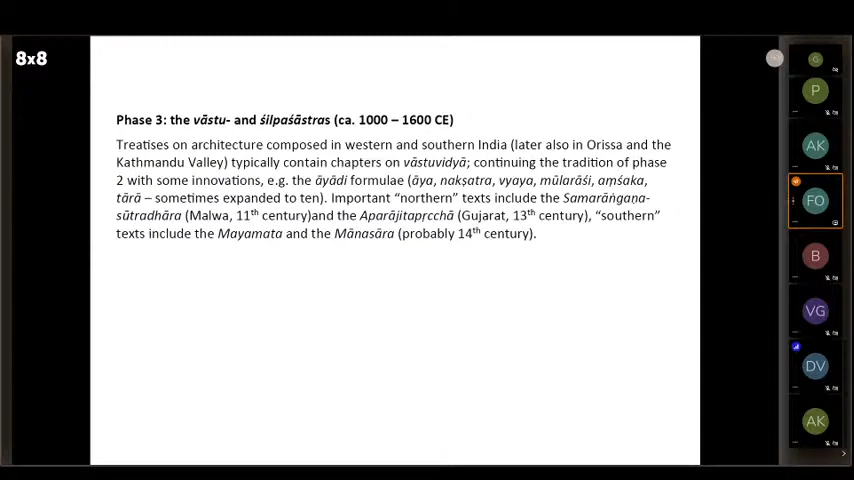 8x8
Phase 3: the vāstu- and śilpaśāstras (ca. 1000 – 1600 CE)
Treatises on architecture composed in western and southern India (later also in Orissa and the
Kathmandu Valley) typically contain chapters on vāstuvidyā; continuing the tradition of phase
2 with some innovations, e.g. the āyādi formulae (āya, nakṣatra, vyaya, mūlarāśi, aṃśaka,
tārā – sometimes expanded to ten). Important “northern” texts include the Samarāṅgaṇa-
sūtradhāra (Malwa, 11th century)and the Aparājitapṛcchā (Gujarat, 13th century), “southern”
texts include the Mayamata and the Mānasāra (probably 14th century).
G
P
AK
FO
B
VG
DV
AK